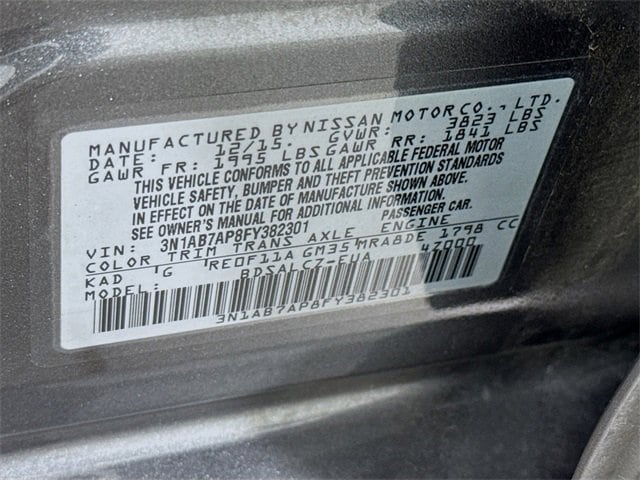 MANUFACTURED BY NISSAN MOTOR CO., LTD.
DATE: 12/15 GVWR: 3823 LBS
GAWR FR: 1995 LBS GAWR RR: 1841 LBS
THIS VEHICLE CONFORMS TO ALL APPLICABLE FEDERAL MOTOR
VEHICLE SAFETY, BUMPER AND THEFT PREVENTION STANDARDS
IN EFFECT ON THE DATE OF MANUFACTURE SHOWN ABOVE.
SEE OWNER'S MANUAL FOR ADDITIONAL INFORMATION.
VIN: 3N1AB7AP8FY382301 PASSENGER CAR.
COLOR TRIM TRANS AXLE ENGINE
KAD G RE0F11A GM35 MRA8DE 1798 CC
MODEL: BDSALCZ-EUA 47000
3N1AB7AP8FY382301